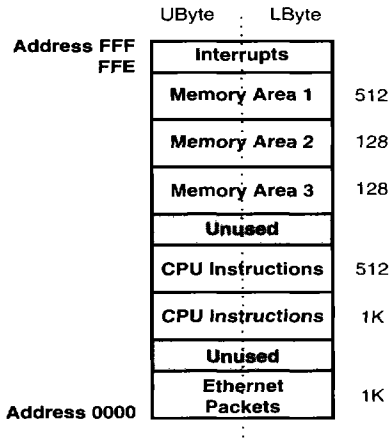 UByte LByte
Address FFF
FFE
Interrupts
Memory Area 1 512
Memory Area 2 128
Memory Area 3 128
Unused
CPU Instructions 512
CPU Instructions 1K
Unused
Ethernet
Packets
1K
Address 0000